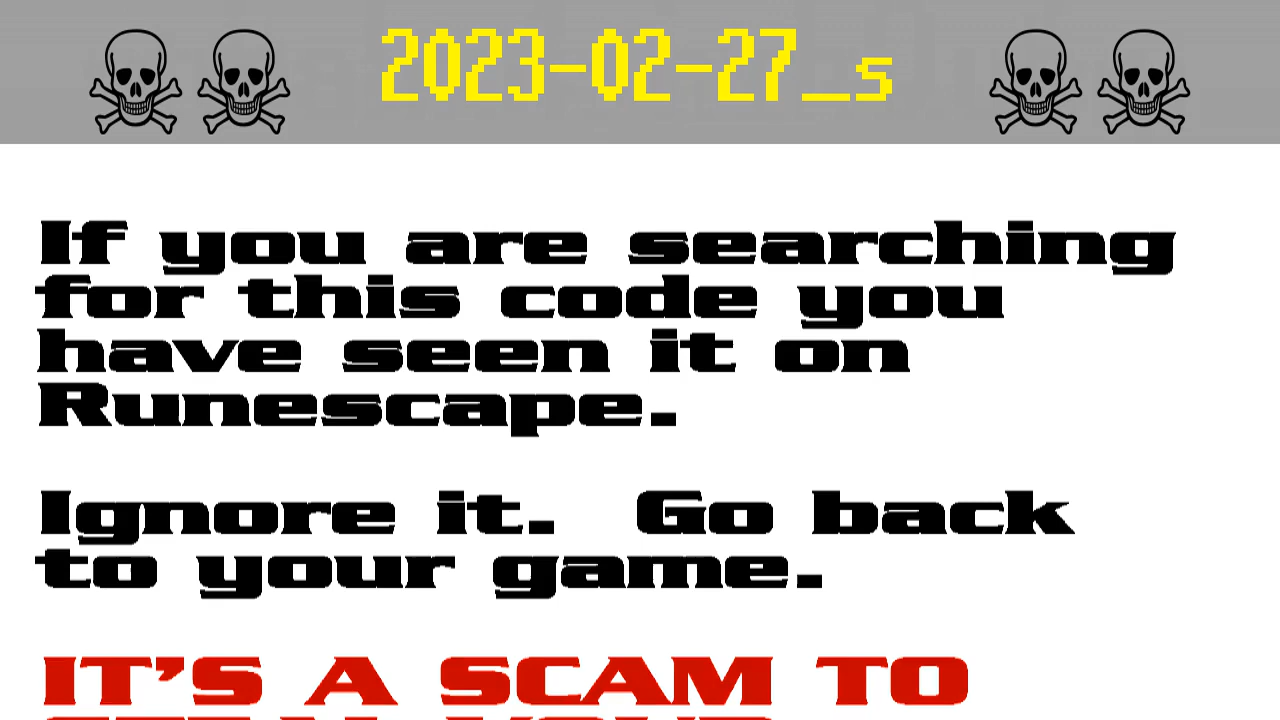 2023-02-27_s
If you are searching
for this code you
have seen it on
Runescape.
Ignore it. Go back
to your game.
IT'S A SCAM TO